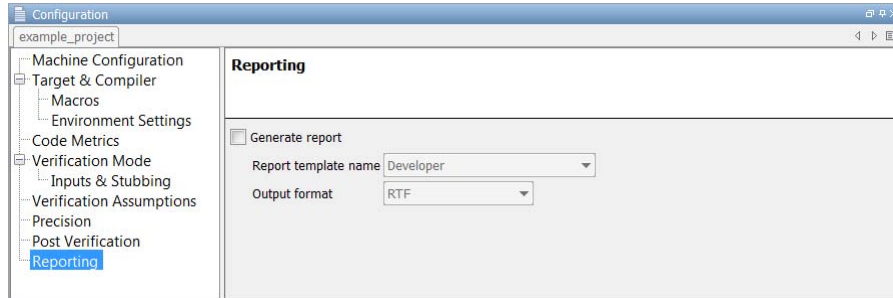 Configuration
example_project
Machine Configuration
Target & Compiler
Macros
Environment Settings
Code Metrics
Verification Mode
Inputs & Stubbing
Verification Assumptions
Precision
Post Verification
Reporting
Reporting
Generate report
Report template name Developer
Output format RTF